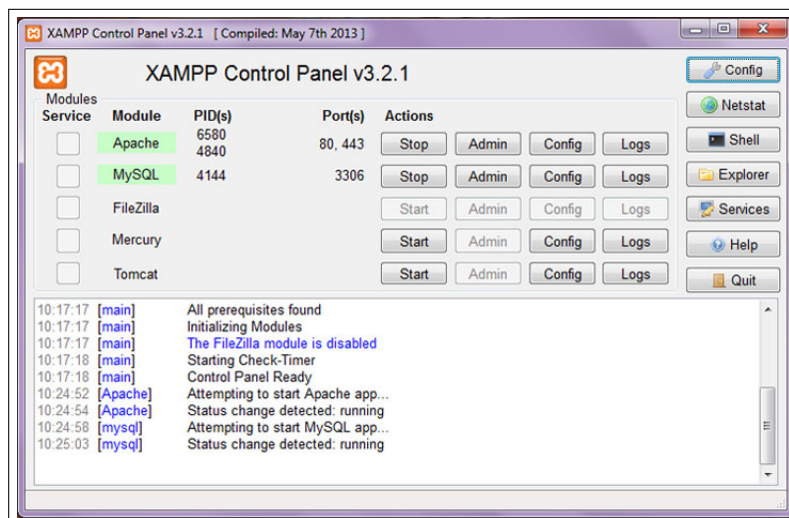 XAMPP Control Panel v3.2.1 [ Compiled: May 7th 2013 ]
XAMPP Control Panel v3.2.1
Config
Modules
Netstat
Service Module PID(s) Port(s) Actions
Apache 6580 4840 80, 443 Stop Admin Config Logs
Shell
MySQL 4144 3306 Stop Admin Config Logs
Explorer
FileZilla Start Admin Config Logs
Services
Mercury Start Admin Config Logs
Help
Tomcat Start Admin Config Logs
Quit
10:17:17 [main] All prerequisites found
10:17:17 [main] Initializing Modules
10:17:17 [main] The FileZilla module is disabled
10:17:18 [main] Starting Check-Timer
10:17:18 [main] Control Panel Ready
10:24:52 [Apache] Attempting to start Apache app...
10:24:54 [Apache] Status change detected: running
10:24:58 [mysql] Attempting to start MySQL app...
10:25:03 [mysql] Status change detected: running